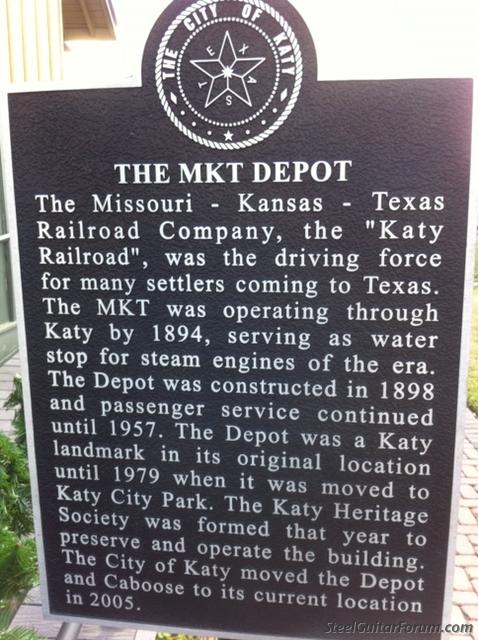 THE CITY OF KATY
TEXAS
THE MKT DEPOT
The Missouri - Kansas - Texas
Railroad Company, the "Katy
Railroad", was the driving force
for many settlers coming to Texas.
The MKT was operating through
Katy by 1894, serving as water
stop for steam engines of the era.
The Depot was constructed in 1898
and passenger service continued
until 1957. The Depot was a Katy
landmark in its original location
until 1979 when it was moved to
Katy City Park. The Katy Heritage
Society was formed that year to
preserve and operate the building.
The City of Katy moved the Depot
and Caboose to its current location
in 2005.
SteelGuitarForum.com